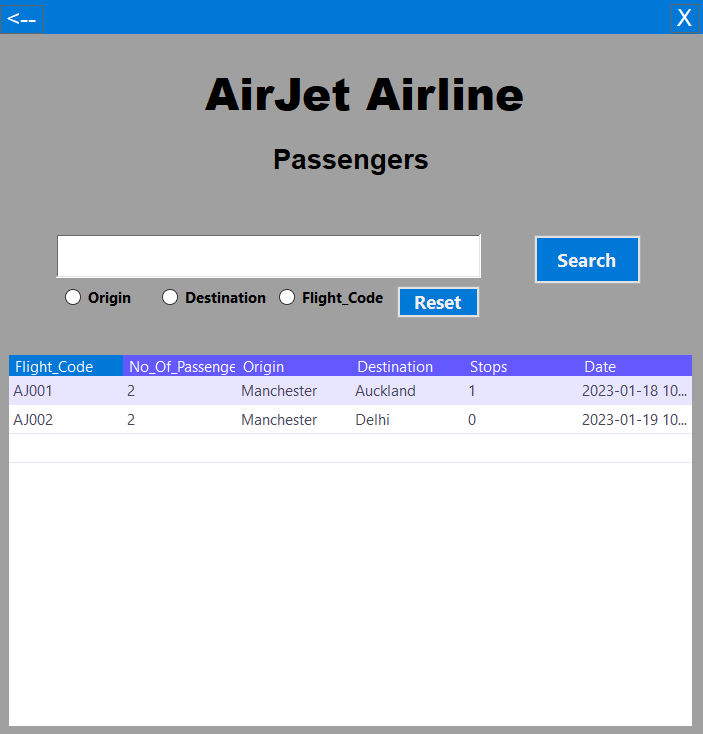 <-- X
AirJet Airline
Passengers
Search
Origin Destination Flight_Code Reset
Flight_Code No_Of_Passenge Origin Destination Stops Date
AJ001 2 Manchester Auckland 1 2023-01-18 10...
AJ002 2 Manchester Delhi 0 2023-01-19 10...